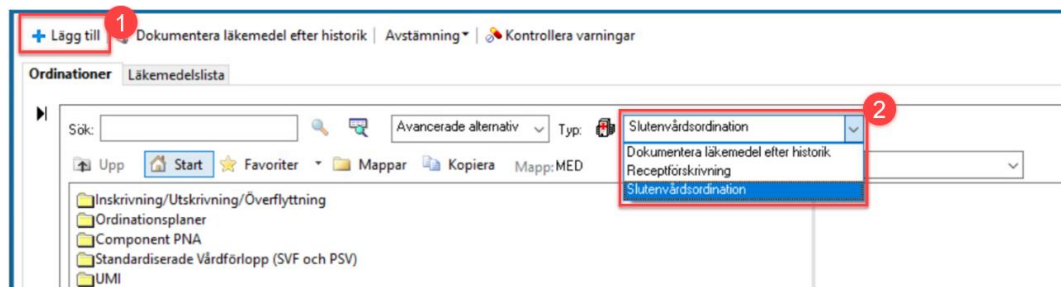 1
Lägg till Dokumentera läkemedel efter historik | Avstämning | Kontrollera varningar
Ordinationer Läkemedelslista
2
Sök: Avancerade alternativ Typ: Slutenvårdsordination
Dokumentera läkemedel efter historik
Receptförskrivning
Slutenvårdsordination
Upp Start Favoriter Mappar Kopiera Mapp: MED
Inskrivning/Utskrivning/Överflyttning
Ordinationsplaner
Component PNA
Standardiserade Vårdförlopp (SVF och PSV)
UMI